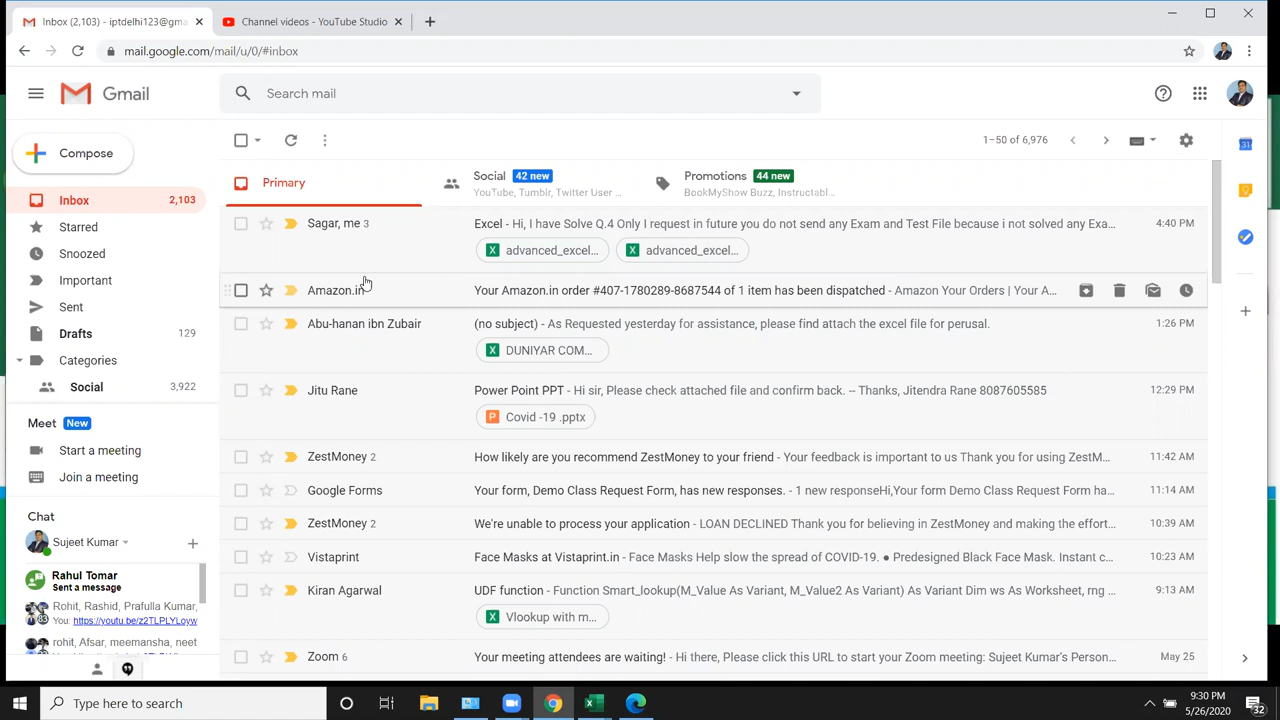 Inbox (2,103) - iptdelhi123@gma
Channel videos - YouTube Studio
mail.google.com/mail/u/0/#inbox
Gmail
Search mail
Compose
1–50 of 6,976
Primary
Social 42 new
YouTube, Tumblr, Twitter User ...
Promotions 44 new
BookMyShow Buzz, Instructabl...
Inbox 2,103
Starred
Snoozed
Important
Sent
Drafts 129
Categories
Social 3,922
Meet New
Start a meeting
Join a meeting
Chat
Sujeet Kumar
Rahul Tomar
Sent a message
Rohit, Rashid, Prafulla Kumar,
You: https://youtu.be/z2TLPLYLoyw
rohit, Afsar, meemansha, neet
Sagar, me 3 Excel - Hi, I have Solve Q.4 Only I request in future you do not send any Exam and Test File because i not solved any Exa... 4:40 PM
advanced_excel... advanced_excel...
Amazon.in Your Amazon.in order #407-1780289-8687544 of 1 item has been dispatched - Amazon Your Orders | Your A...
Abu-hanan ibn Zubair (no subject) - As Requested yesterday for assistance, please find attach the excel file for perusal. 1:26 PM
DUNIYAR COM...
Jitu Rane Power Point PPT - Hi sir, Please check attached file and confirm back. -- Thanks, Jitendra Rane 8087605585 12:29 PM
Covid -19 .pptx
ZestMoney 2 How likely are you recommend ZestMoney to your friend - Your feedback is important to us Thank you for using ZestM... 11:42 AM
Google Forms Your form, Demo Class Request Form, has new responses. - 1 new responseHi,Your form Demo Class Request Form ha... 11:14 AM
ZestMoney 2 We're unable to process your application - LOAN DECLINED Thank you for believing in ZestMoney and making the effort... 10:39 AM
Vistaprint Face Masks at Vistaprint.in - Face Masks Help slow the spread of COVID-19. ● Predesigned Black Face Mask. Instant c... 10:23 AM
Kiran Agarwal UDF function - Function Smart_lookup(M_Value As Variant, M_Value2 As Variant) As Variant Dim ws As Worksheet, rng ... 9:13 AM
Vlookup with m...
Zoom 6 Your meeting attendees are waiting! - Hi there, Please click this URL to start your Zoom meeting: Sujeet Kumar's Person... May 25
Type here to search
9:30 PM
5/26/2020
32